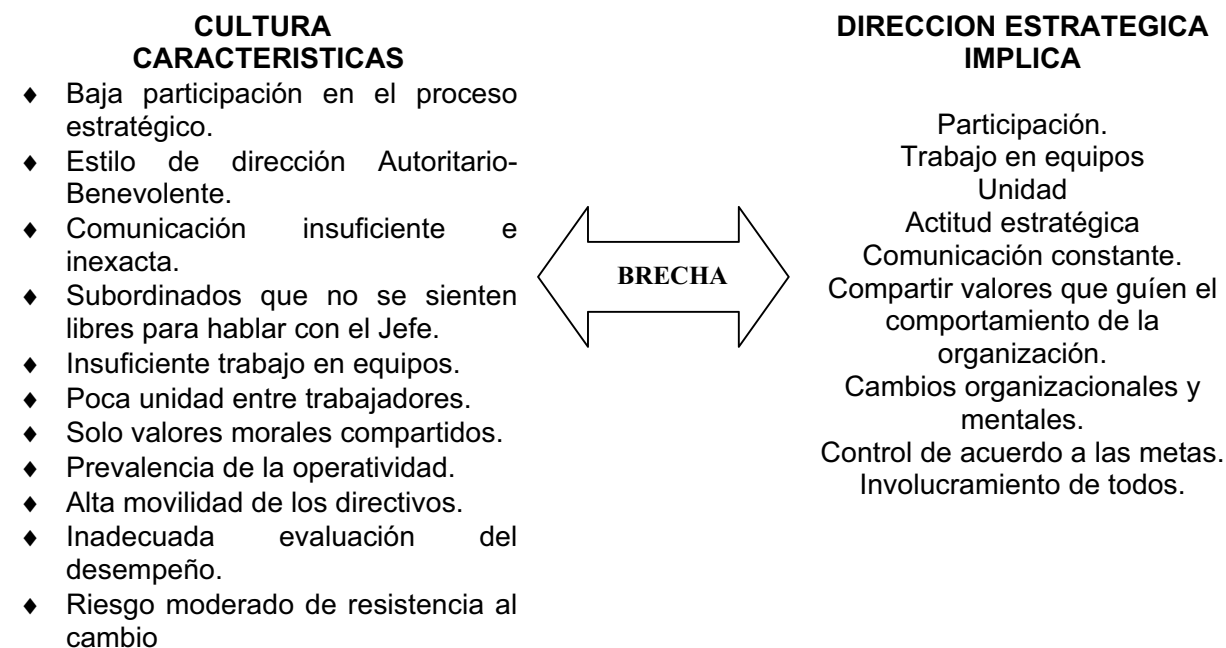 CULTURA
CARACTERISTICAS
♦ Baja participación en el proceso
estratégico.
♦ Estilo de dirección Autoritario-
Benevolente.
♦ Comunicación insuficiente e
inexacta.
♦ Subordinados que no se sienten
libres para hablar con el Jefe.
♦ Insuficiente trabajo en equipos.
♦ Poca unidad entre trabajadores.
♦ Solo valores morales compartidos.
♦ Prevalencia de la operatividad.
♦ Alta movilidad de los directivos.
♦ Inadecuada evaluación del
desempeño.
♦ Riesgo moderado de resistencia al
cambio
BRECHA
DIRECCION ESTRATEGICA
IMPLICA
Participación.
Trabajo en equipos
Unidad
Actitud estratégica
Comunicación constante.
Compartir valores que guíen el
comportamiento de la
organización.
Cambios organizacionales y
mentales.
Control de acuerdo a las metas.
Involucramiento de todos.